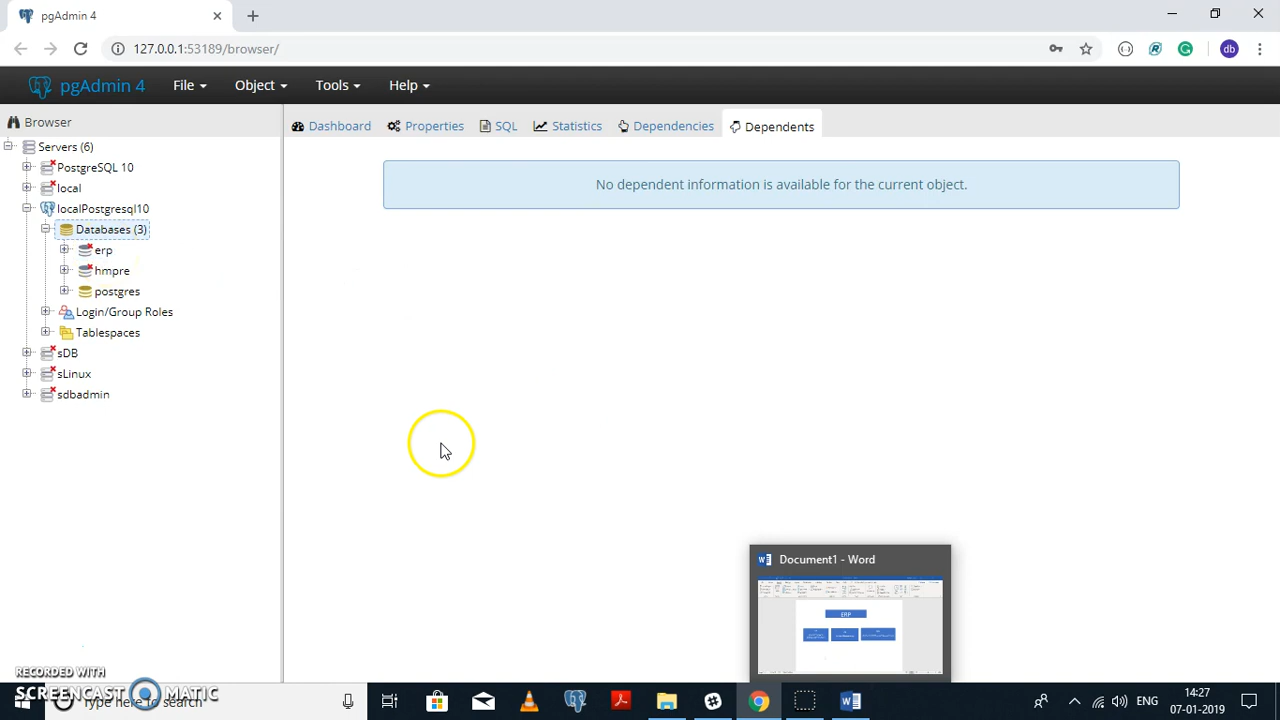 pgAdmin 4
127.0.0.1:53189/browser/
db
pgAdmin 4 File Object Tools Help
Browser
Dashboard Properties SQL Statistics Dependencies Dependents
No dependent information is available for the current object.
Servers (6)
PostgreSQL 10
local
localPostgresql10
Databases (3)
erp
hmpre
postgres
Login/Group Roles
Tablespaces
sDB
sLinux
sdbadmin
Document1 - Word
ERP
RECORDED WITH
SCREENCAST MATIC
Type here to search
ENG
14:27
07-01-2019